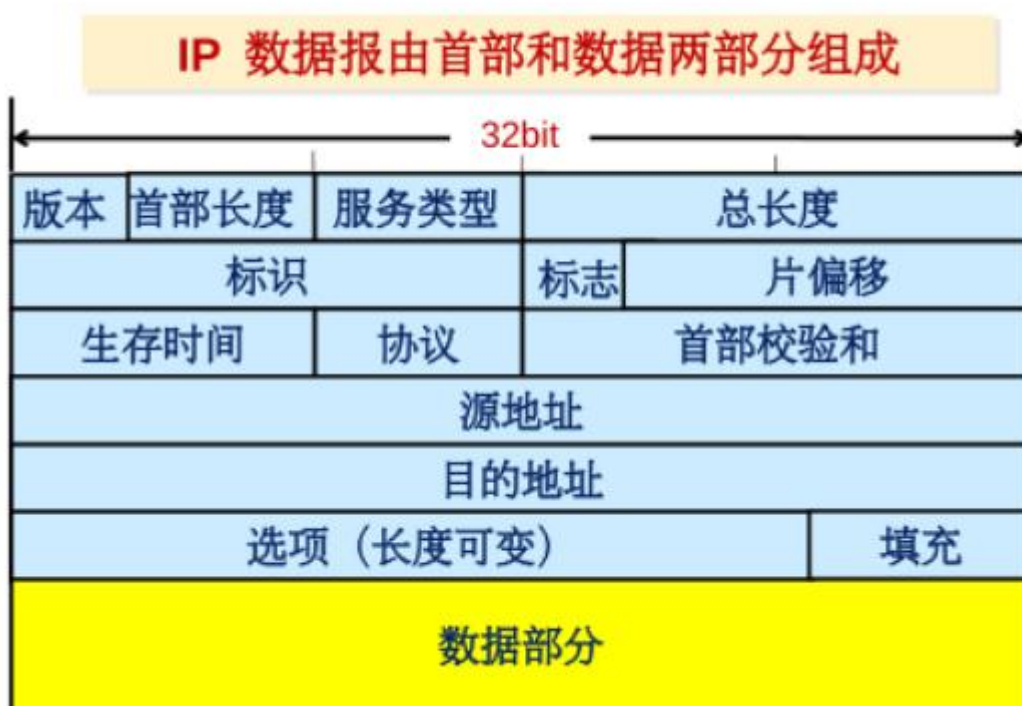 IP 数据报由首部和数据两部分组成
32bit
版本 首部长度 服务类型 总长度
标识 标志 片偏移
生存时间 协议 首部校验和
源地址
目的地址
选项（长度可变） 填充
数据部分